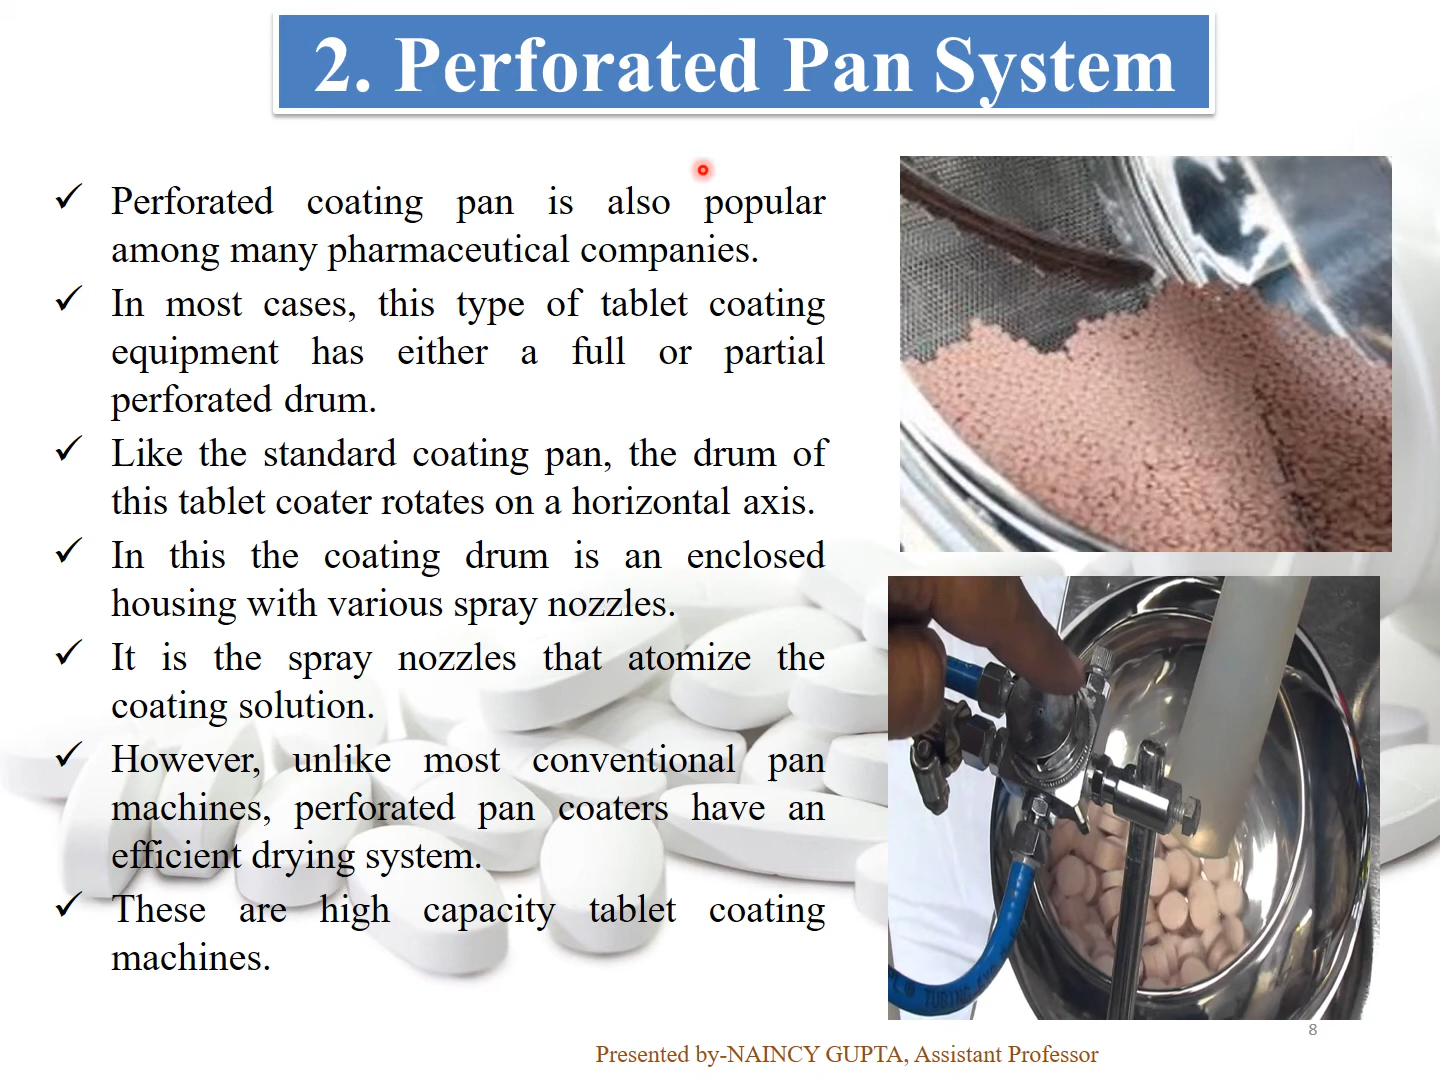 2. Perforated Pan System
✓ Perforated coating pan is also popular
among many pharmaceutical companies.
✓ In most cases, this type of tablet coating
equipment has either a full or partial
perforated drum.
✓ Like the standard coating pan, the drum of
this tablet coater rotates on a horizontal axis.
✓ In this the coating drum is an enclosed
housing with various spray nozzles.
✓ It is the spray nozzles that atomize the
coating solution.
✓ However, unlike most conventional pan
machines, perforated pan coaters have an
efficient drying system.
✓ These are high capacity tablet coating
machines.
TUBING
8
Presented by-NAINCY GUPTA, Assistant Professor